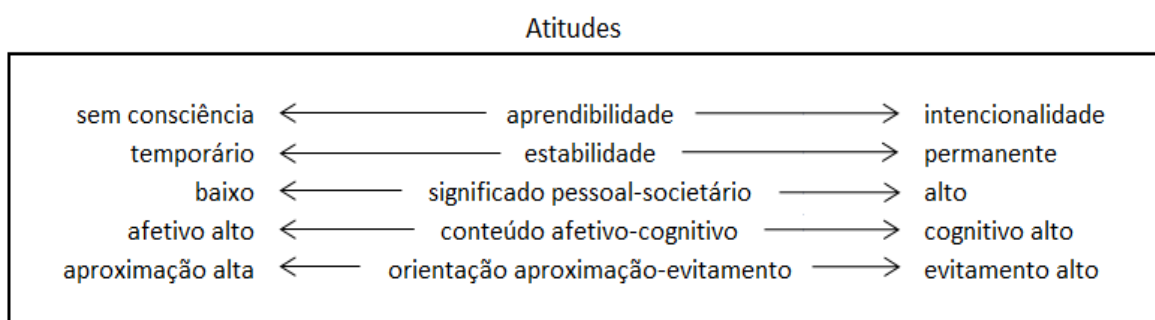 Atitudes
sem consciência aprendibilidade intencionalidade
temporário estabilidade permanente
baixo significado pessoal-societário alto
afetivo alto conteúdo afetivo-cognitivo cognitivo alto
aproximação alta orientação aproximação-evitamento evitamento alto